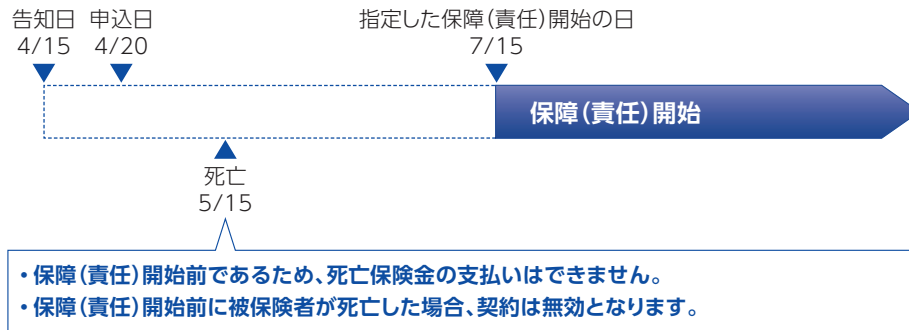 告知日 申込日 指定した保障(責任)開始の日
4/15 4/20 7/15
保障(責任)開始
死亡
5/15
・保障(責任)開始前であるため、死亡保険金の支払いはできません。
・保障(責任)開始前に被保険者が死亡した場合、契約は無効となります。